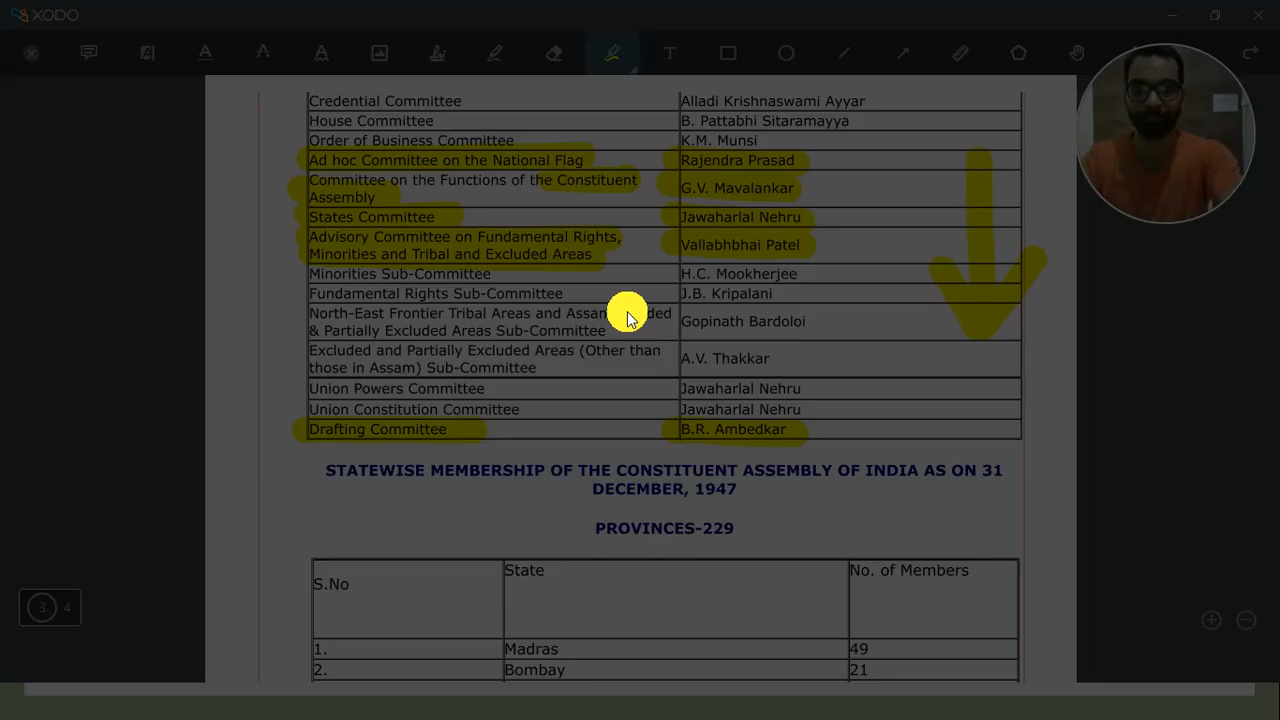 XODO
Credential Committee Alladi Krishnaswami Ayyar
House Committee B. Pattabhi Sitaramayya
Order of Business Committee K.M. Munsi
Ad hoc Committee on the National Flag Rajendra Prasad
Committee on the Functions of the Constituent
Assembly G.V. Mavalankar
States Committee Jawaharlal Nehru
Advisory Committee on Fundamental Rights,
Minorities and Tribal and Excluded Areas Vallabhbhai Patel
Minorities Sub-Committee H.C. Mookherjee
Fundamental Rights Sub-Committee J.B. Kripalani
North-East Frontier Tribal Areas and
& Partially Excluded Areas Sub-Committee Gopinath Bardoloi
Excluded and Partially Excluded Areas (Other than
those in Assam) Sub-Committee A.V. Thakkar
Union Powers Committee Jawaharlal Nehru
Union Constitution Committee Jawaharlal Nehru
Drafting Committee B.R. Ambedkar
STATEWISE MEMBERSHIP OF THE CONSTITUENT ASSEMBLY OF INDIA AS ON 31
DECEMBER, 1947
PROVINCES-229
S.No State No. of Members
1. Madras 49
2. Bombay 21
3 4